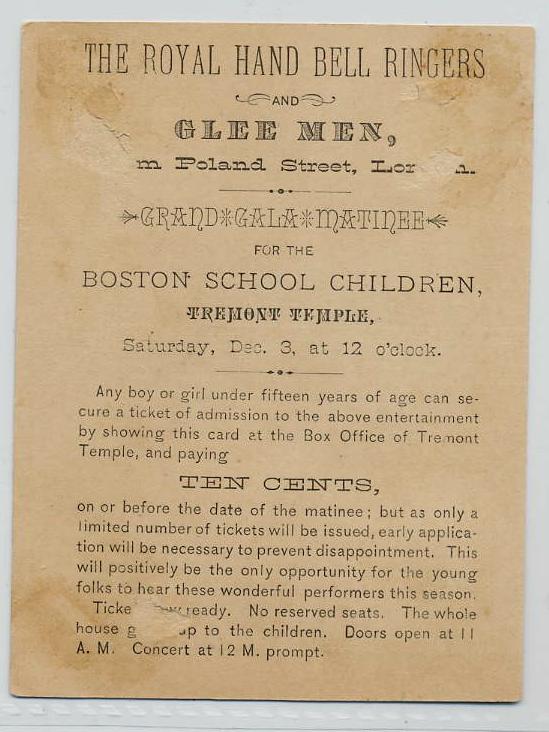 THE ROYAL HAND BELL RINGERS
AND
GLEE MEN,
Poland Street,
GRAND GALA MATINEE
FOR THE
BOSTON SCHOOL CHILDREN,
TREMONT TEMPLE,
Saturday, Dec. 3, at 12 o'clock.
Any boy or girl under fifteen years of age can se-
cure a ticket of admission to the above entertainment
by showing this card at the Box Office of Tremont
Temple, and paying
TEN CENTS,
on or before the date of the matinee; but as only a
limited number of tickets will be issued, early applica-
tion will be necessary to prevent disappointment. This
will positively be the only opportunity for the young
folks to hear these wonderful performers this season.
ready. No reserved seats. The whole
house up to the children. Doors open at 11
A. M. Concert at 12 M. prompt.